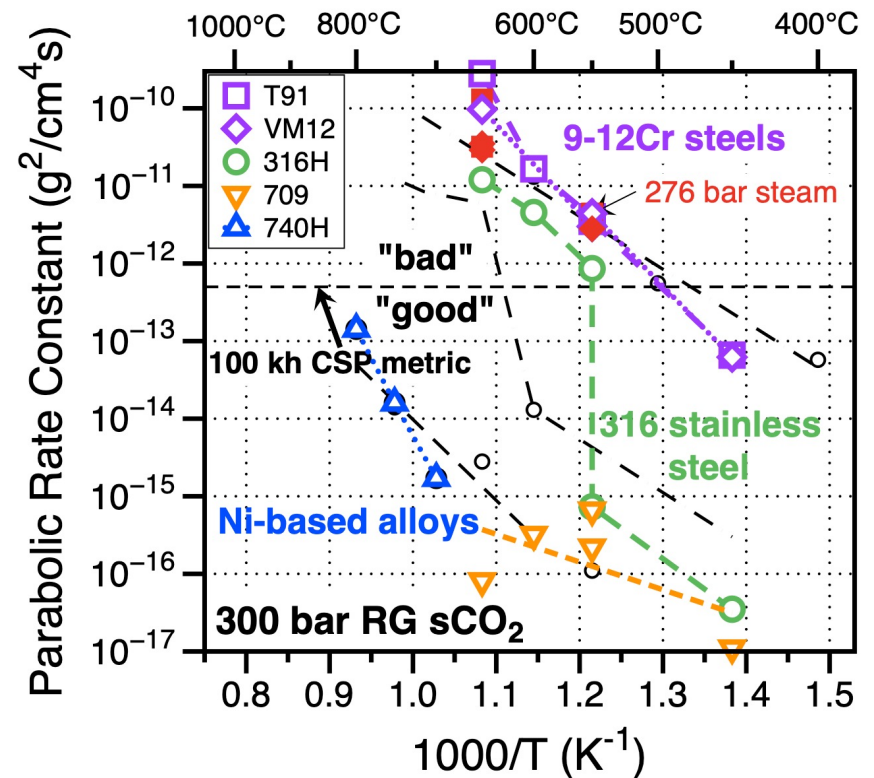 1000°C 800°C 600°C 500°C 400°C
Parabolic Rate Constant (g²/cm⁴s)
10⁻¹⁰
10⁻¹¹
10⁻¹²
10⁻¹³
10⁻¹⁴
10⁻¹⁵
10⁻¹⁶
10⁻¹⁷
T91
VM12
316H
709
740H
9-12Cr steels
276 bar steam
"bad"
"good"
100 kh CSP metric
316 stainless
steel
Ni-based alloys
300 bar RG sCO₂
0.8 0.9 1.0 1.1 1.2 1.3 1.4 1.5
1000/T (K⁻¹)